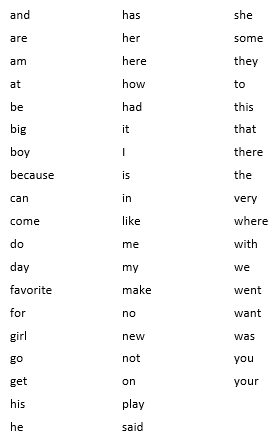 and has she
are her some
am here they
at how to
be had this
big it that
boy I there
because is the
can in very
come like where
do me with
day my we
favorite make went
for no want
girl new was
go not you
get on your
his play
he said